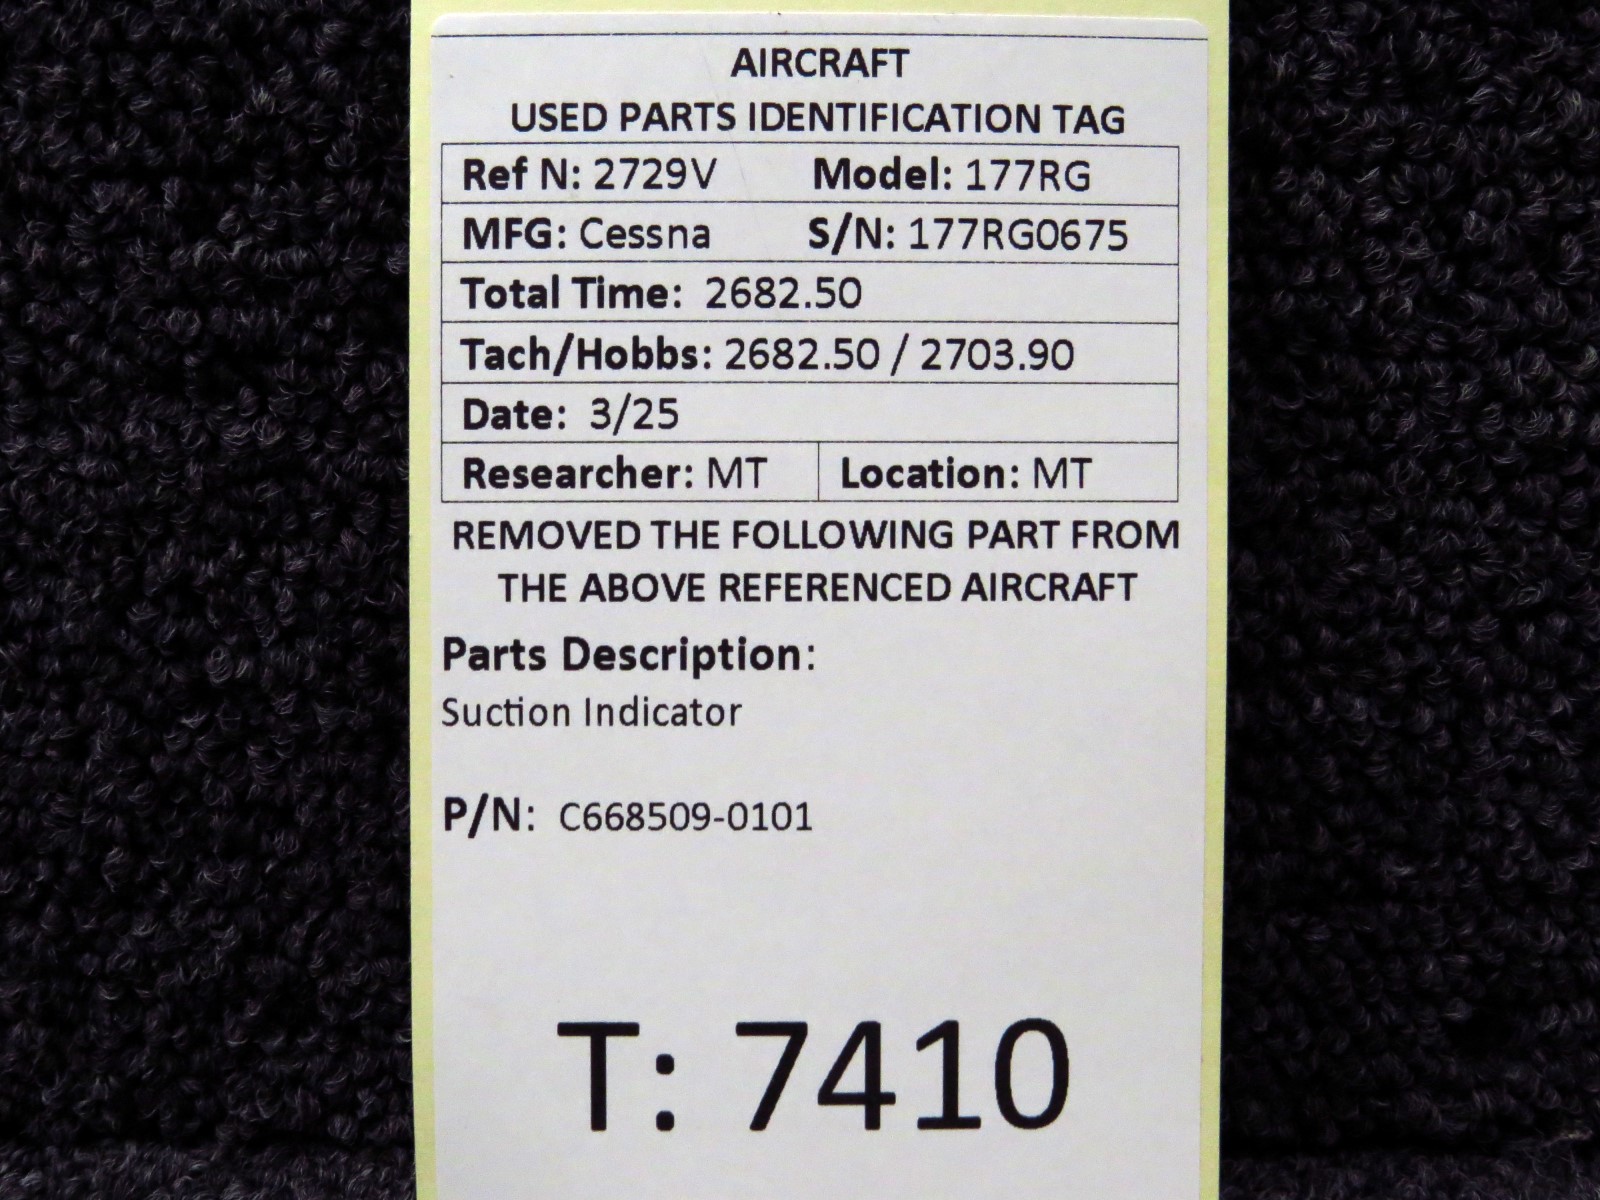 AIRCRAFT
USED PARTS IDENTIFICATION TAG
Ref N: 2729V Model: 177RG
MFG: Cessna S/N: 177RG0675
Total Time: 2682.50
Tach/Hobbs: 2682.50 / 2703.90
Date: 3/25
Researcher: MT Location: MT
REMOVED THE FOLLOWING PART FROM
THE ABOVE REFERENCED AIRCRAFT
Parts Description:
Suction Indicator
P/N: C668509-0101
T: 7410